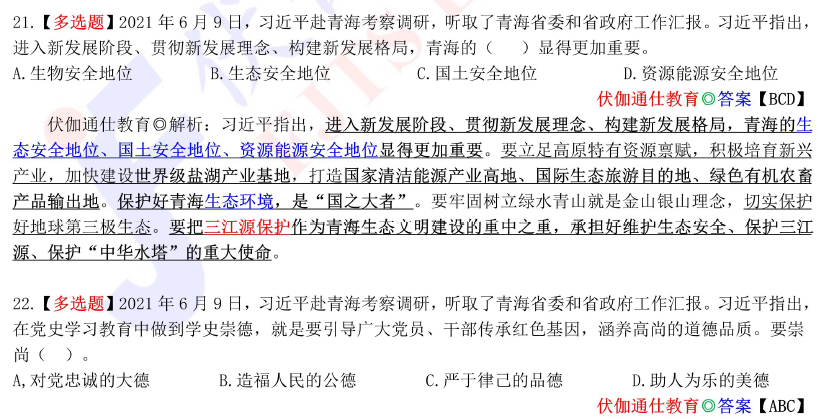 21.【多选题】2021 年 6 月 9 日，习近平赴青海考察调研，听取了青海省委和省政府工作汇报。习近平指出，
进入新发展阶段、贯彻新发展理念、构建新发展格局，青海的（    ）显得更加重要。
A.生物安全地位 B.生态安全地位 C.国土安全地位 D.资源能源安全地位
伏伽通仕教育◎答案【BCD】
伏伽通仕教育◎解析：习近平指出，进入新发展阶段、贯彻新发展理念、构建新发展格局，青海的生
态安全地位、国土安全地位、资源能源安全地位显得更加重要。要立足高原特有资源禀赋，积极培育新兴
产业，加快建设世界级盐湖产业基地，打造国家清洁能源产业高地、国际生态旅游目的地、绿色有机农畜
产品输出地。保护好青海生态环境，是“国之大者”。要牢固树立绿水青山就是金山银山理念，切实保护
好地球第三极生态。要把三江源保护作为青海生态文明建设的重中之重，承担好维护生态安全、保护三江
源、保护“中华水塔”的重大使命。
22.【多选题】2021 年 6 月 9 日，习近平赴青海考察调研，听取了青海省委和省政府工作汇报。习近平指出，
在党史学习教育中做到学史崇德，就是要引导广大党员、干部传承红色基因，涵养高尚的道德品质。要崇
尚（    ）。
A,对党忠诚的大德 B.造福人民的公德 C.严于律己的品德 D.助人为乐的美德
伏伽通仕教育◎答案【ABC】